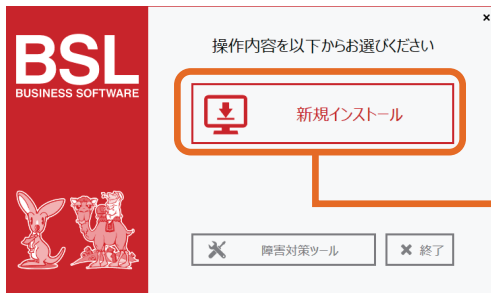 BSL
BUSINESS SOFTWARE
操作内容を以下からお選びください
新規インストール
障害対策ツール
終了